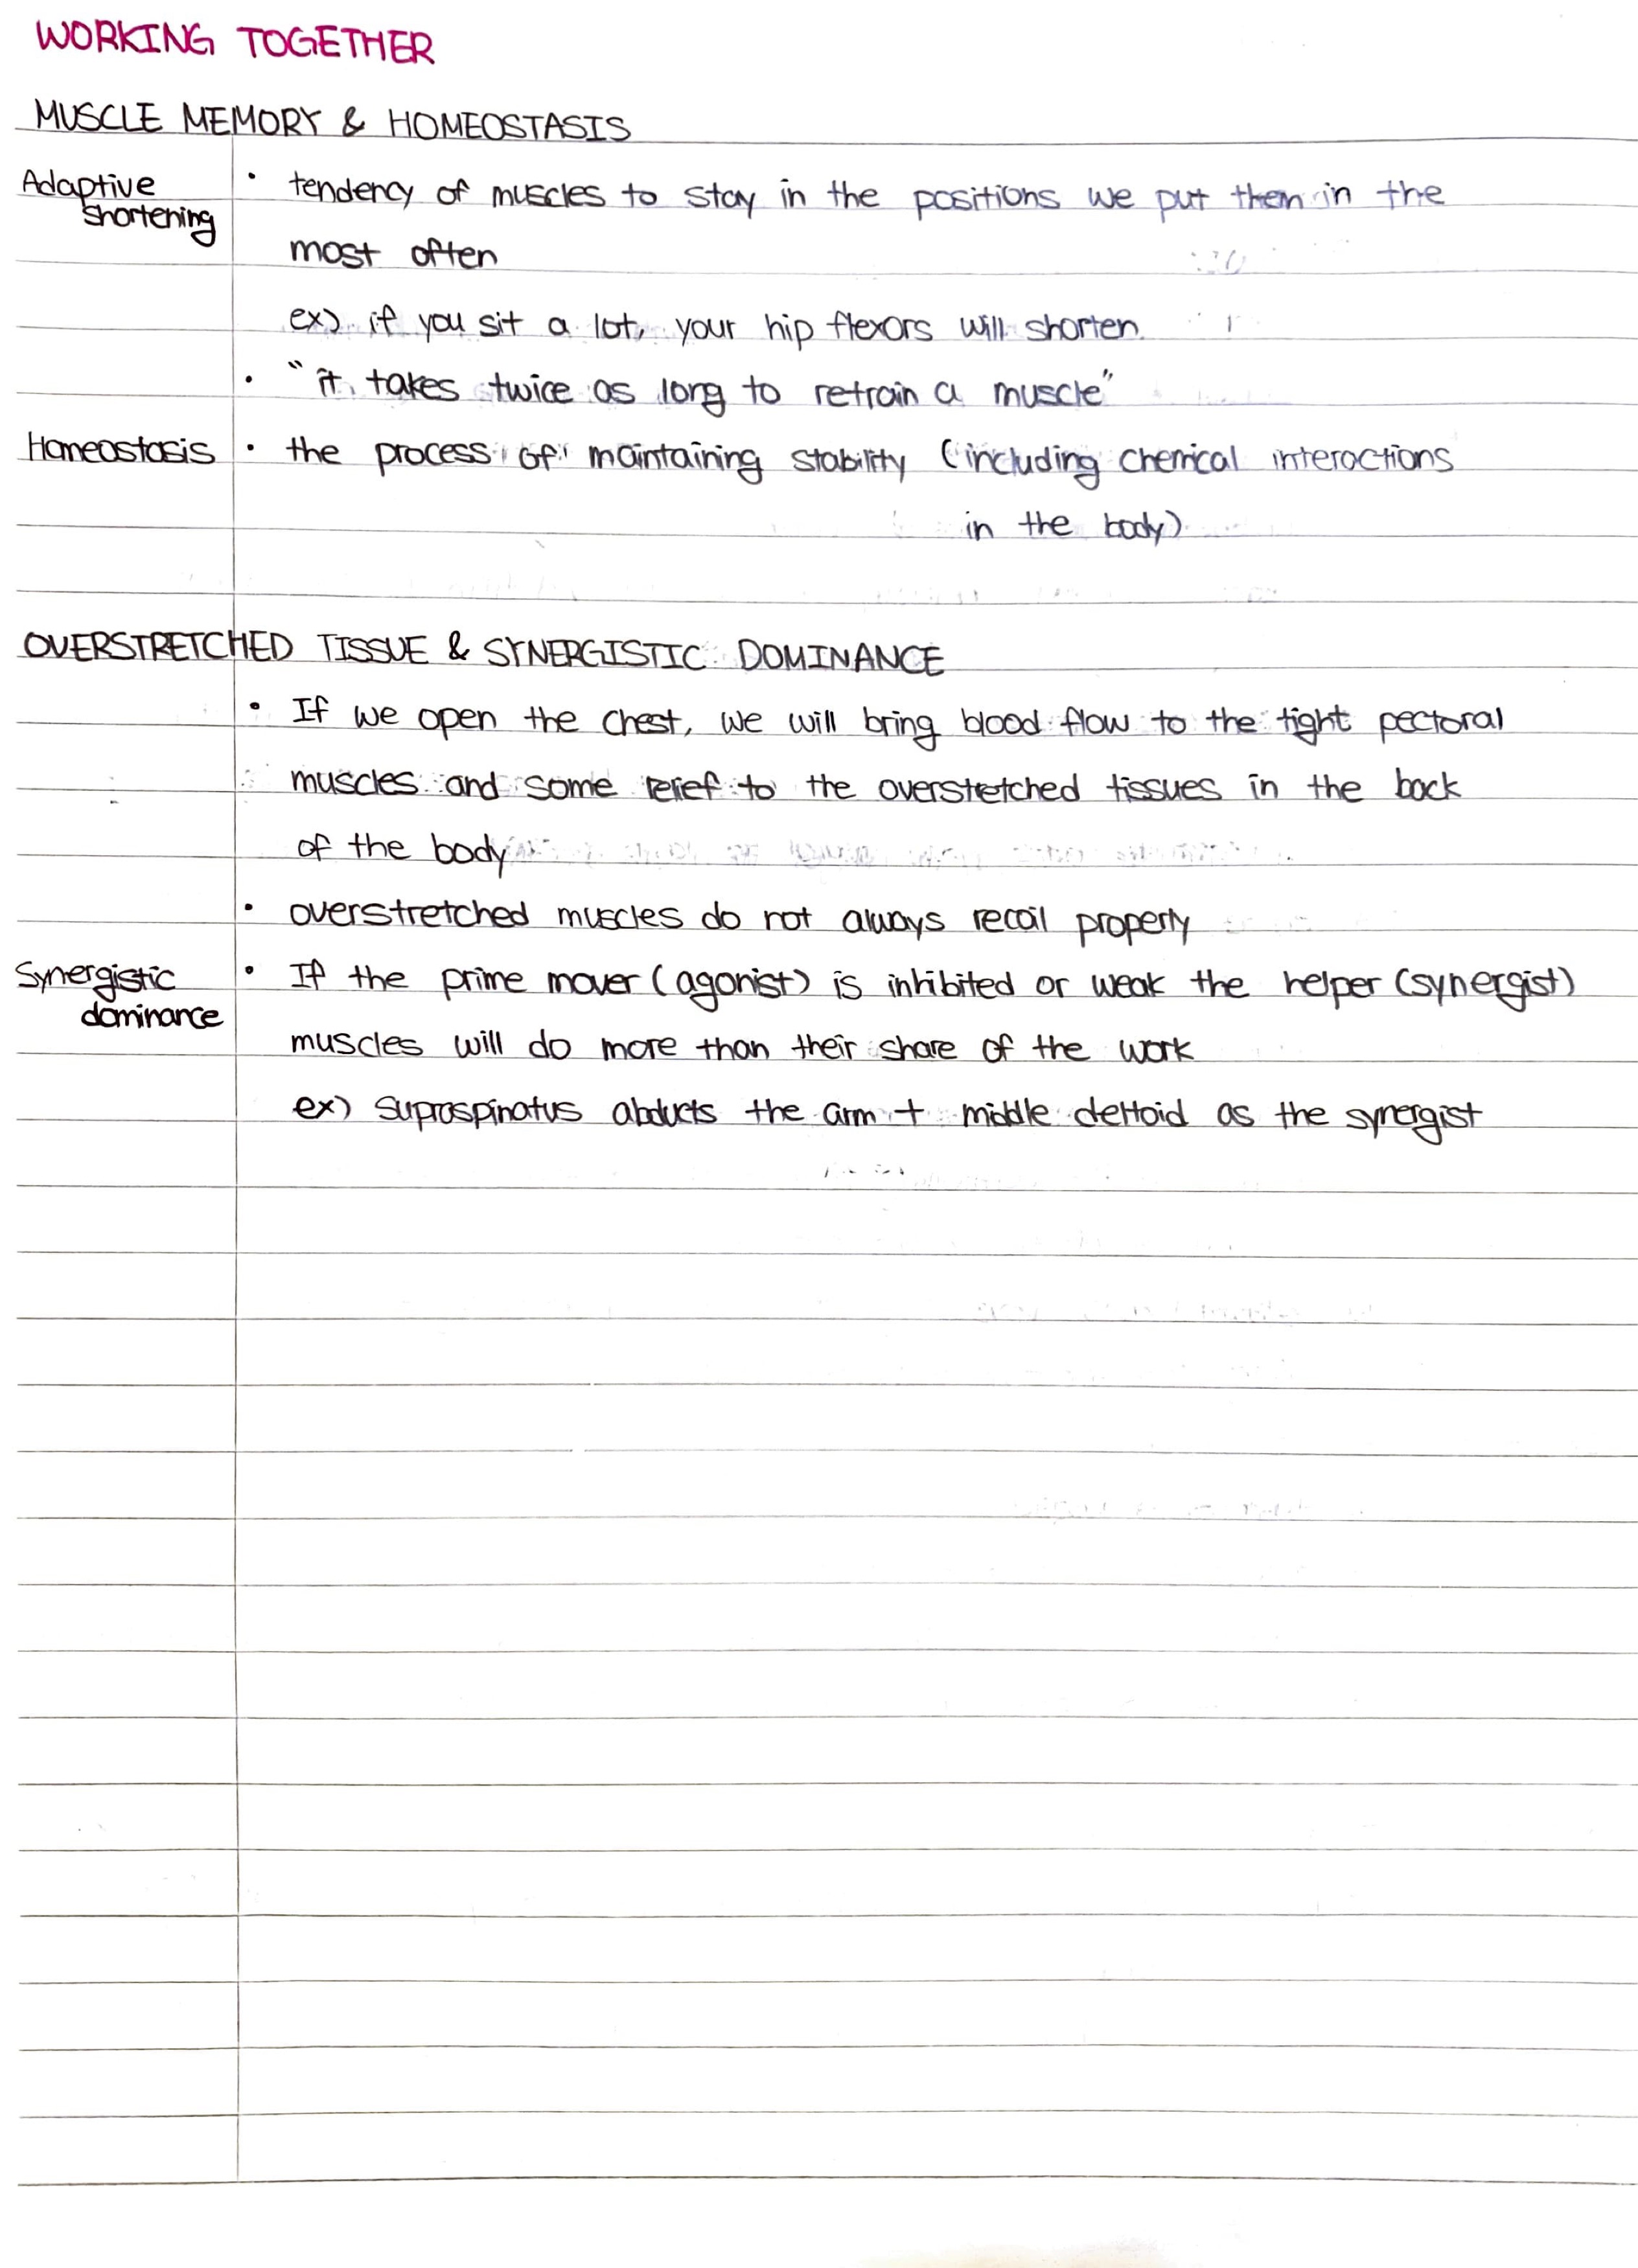 WORKING TOGETHER
MUSCLE MEMORY & HOMEOSTASIS
Adaptive shortening
• tendency of muscles to stay in the positions we put them in the
most often
ex) if you sit a lot, your hip flexors will shorten.
• "it takes twice as long to retrain a muscle"
Homeostasis • the process of maintaining stability (including chemical interactions
in the body)
OVERSTRETCHED TISSUE & SYNERGISTIC DOMINANCE
• If we open the chest, we will bring blood flow to the tight pectoral
muscles and some relief to the overstretched tissues in the back
of the body
• overstretched muscles do not always recoil properly
Synergistic dominance
• If the prime mover (agonist) is inhibited or weak the helper (synergist)
muscles will do more than their share of the work
ex) supraspinatus abducts the arm + middle deltoid as the synergist